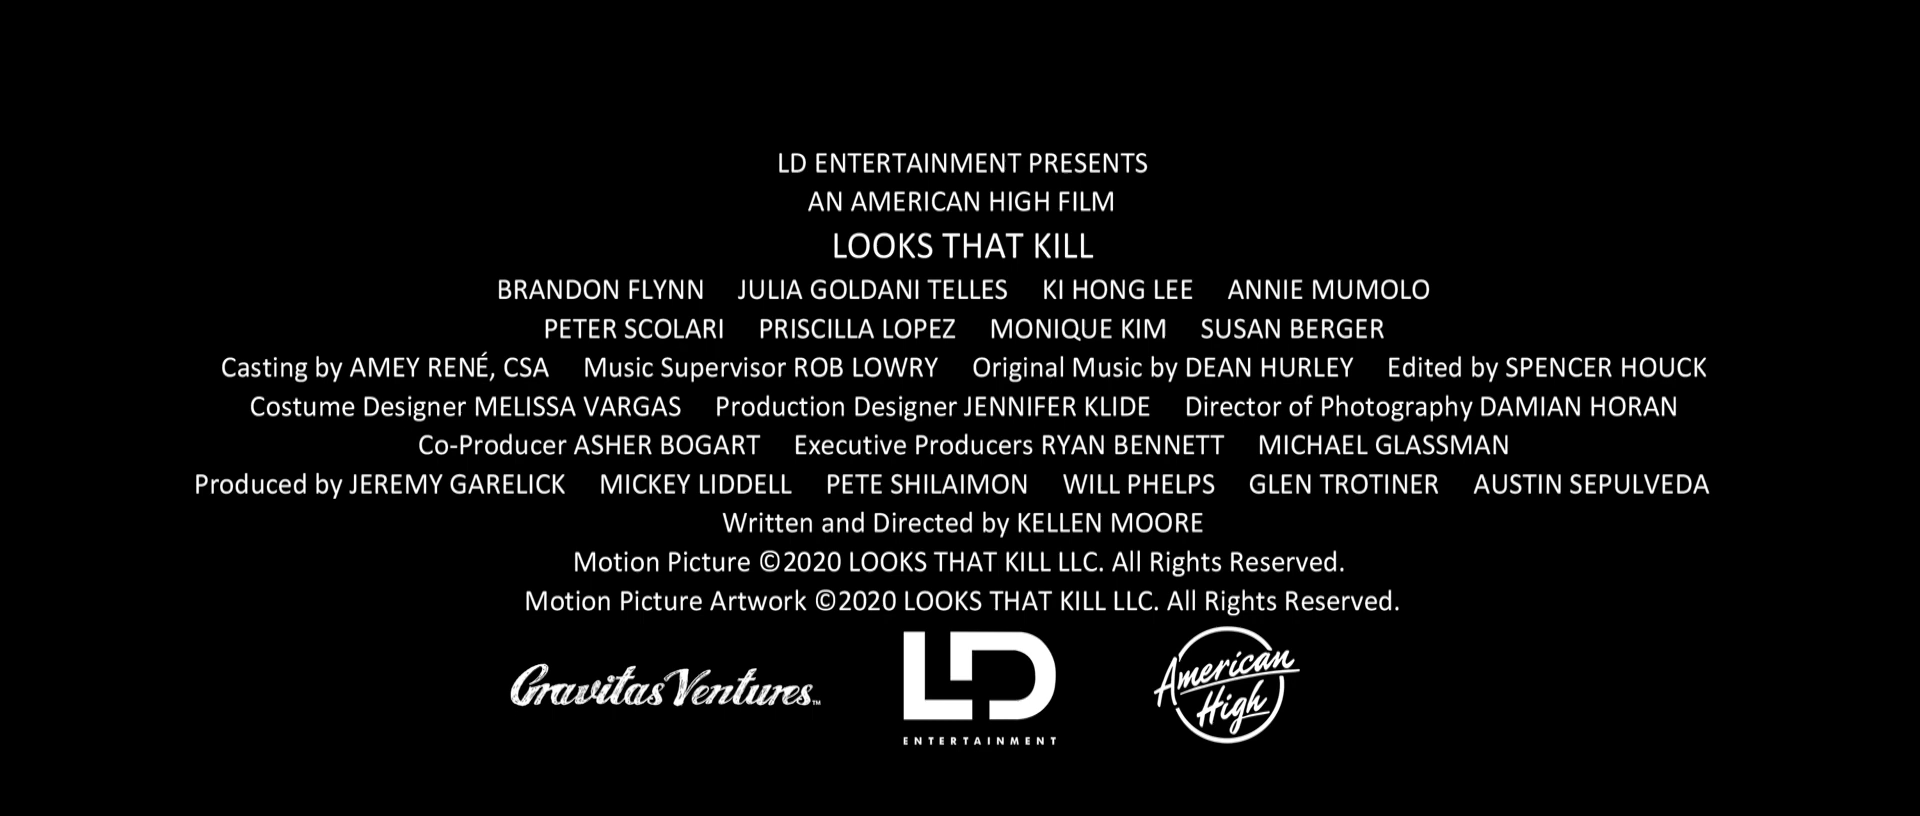 LD ENTERTAINMENT PRESENTS
AN AMERICAN HIGH FILM
LOOKS THAT KILL
BRANDON FLYNN JULIA GOLDANI TELLES KI HONG LEE ANNIE MUMOLO
PETER SCOLARI PRISCILLA LOPEZ MONIQUE KIM SUSAN BERGER
Casting by AMEY RENÉ, CSA Music Supervisor ROB LOWRY Original Music by DEAN HURLEY Edited by SPENCER HOUCK
Costume Designer MELISSA VARGAS Production Designer JENNIFER KLIDE Director of Photography DAMIAN HORAN
Co-Producer ASHER BOGART Executive Producers RYAN BENNETT MICHAEL GLASSMAN
Produced by JEREMY GARELICK MICKEY LIDDELL PETE SHILAIMON WILL PHELPS GLEN TROTINER AUSTIN SEPULVEDA
Written and Directed by KELLEN MOORE
Motion Picture ©2020 LOOKS THAT KILL LLC. All Rights Reserved.
Motion Picture Artwork ©2020 LOOKS THAT KILL LLC. All Rights Reserved.
Gravitas Ventures™
LD
ENTERTAINMENT
American
High